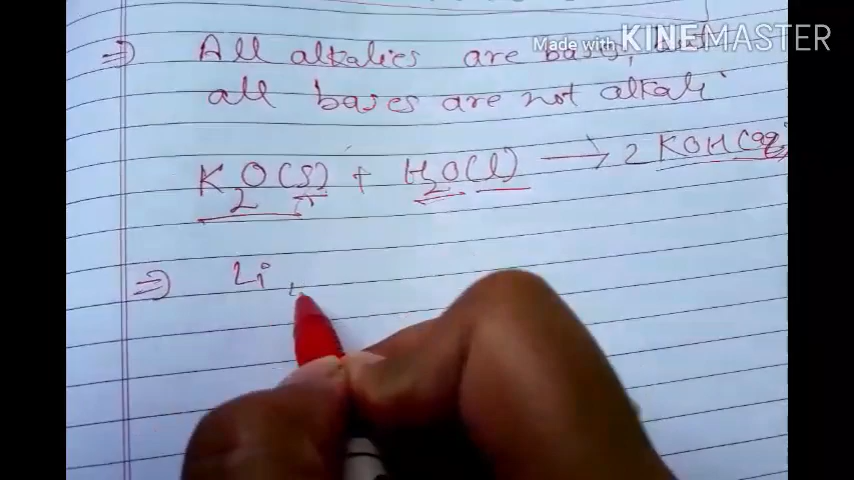 Made with KINEMASTER
⇒ All alkalies are bases, but
all bases are not alkali
K2O(s) + H2O(l) → 2 KOH(aq)
⇒ Li